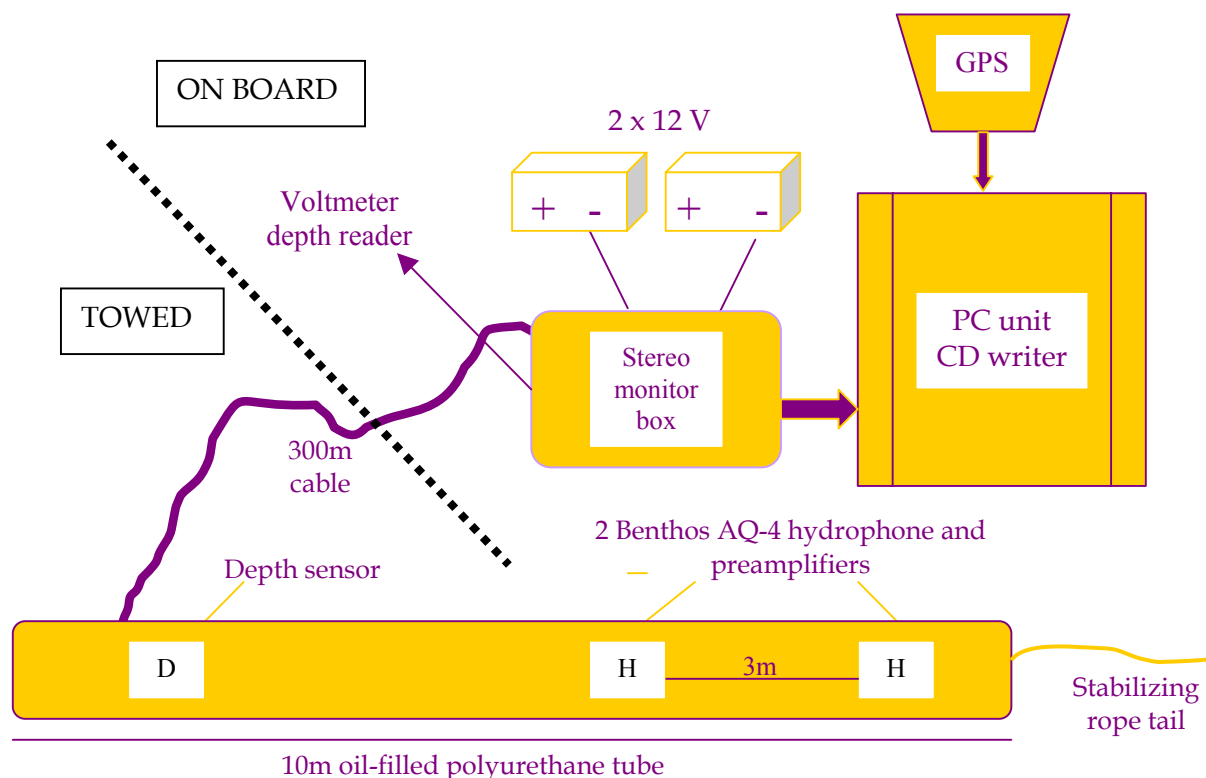 ON BOARD
GPS
2 x 12 V
+ -
+ -
Voltmeter
depth reader
TOWED
Stereo
monitor
box
PC unit
CD writer
300m
cable
2 Benthos AQ-4 hydrophone and
preamplifiers
Depth sensor
D
H
3m
H
Stabilizing
rope tail
10m oil-filled polyurethane tube